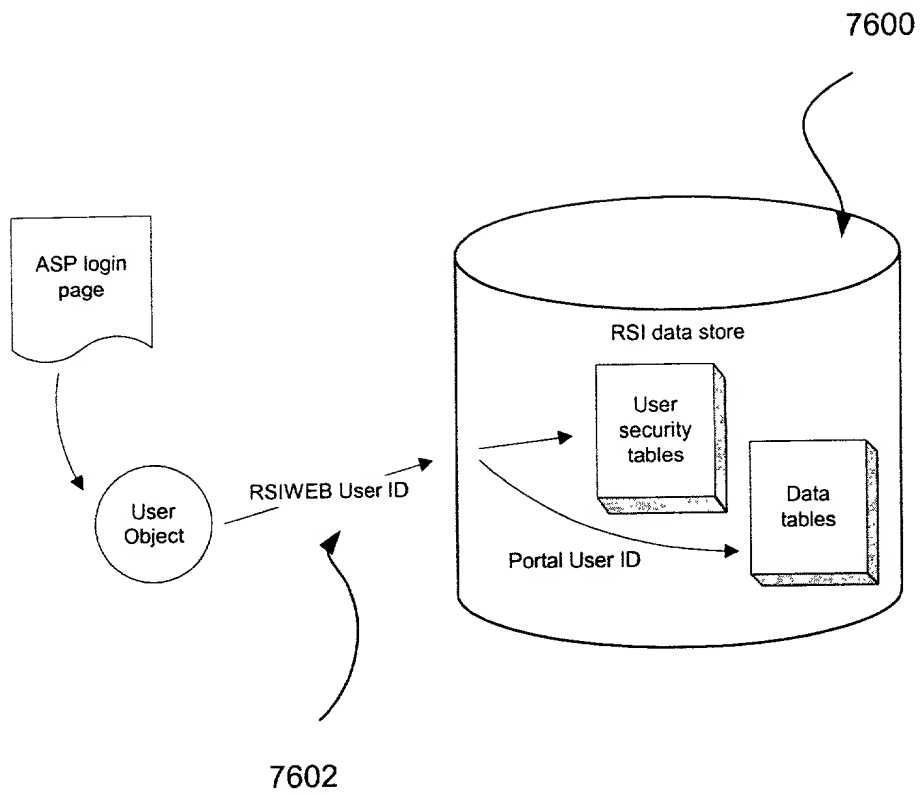 7600
ASP login
page
RSI data store
User
security
tables
RSIWEB User ID
User
Object
Data
tables
Portal User ID
7602